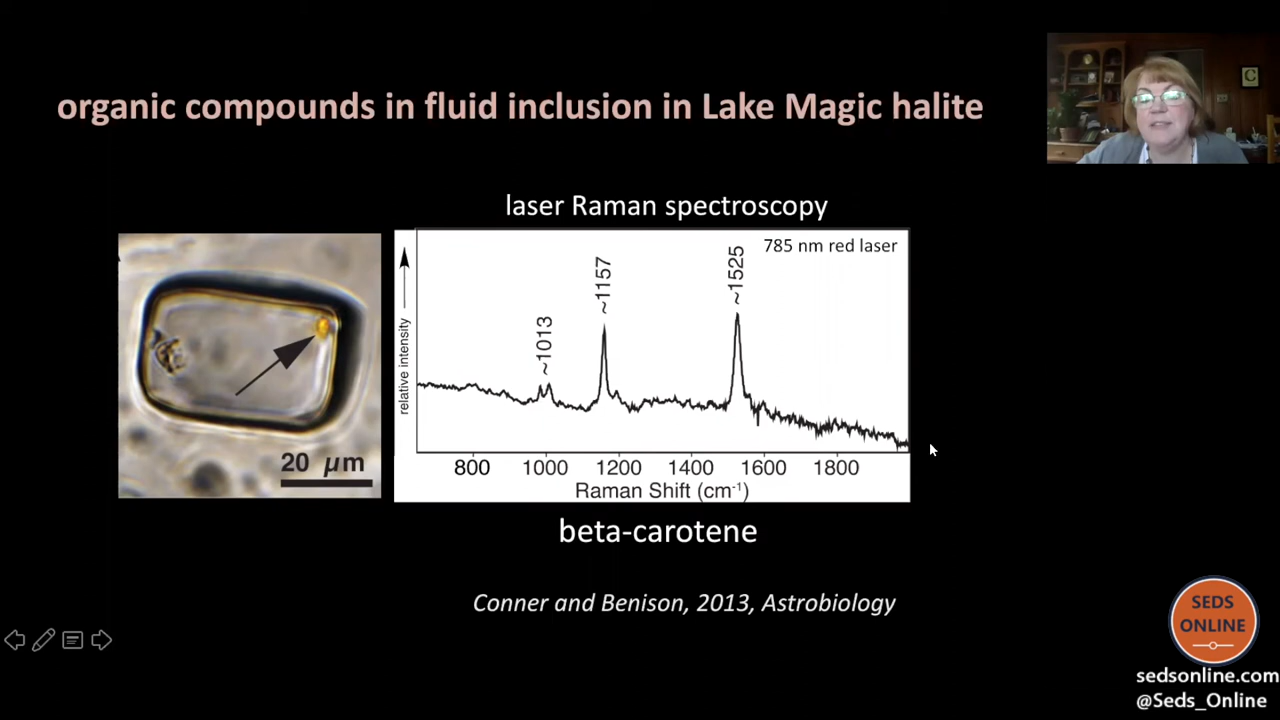 organic compounds in fluid inclusion in Lake Magic halite
C
laser Raman spectroscopy
785 nm red laser
relative intensity
~1013
~1157
~1525
20 µm
800 1000 1200 1400 1600 1800
Raman Shift (cm⁻¹)
beta-carotene
Conner and Benison, 2013, Astrobiology
SEDS
ONLINE
sedsonline.com
@Seds_Online